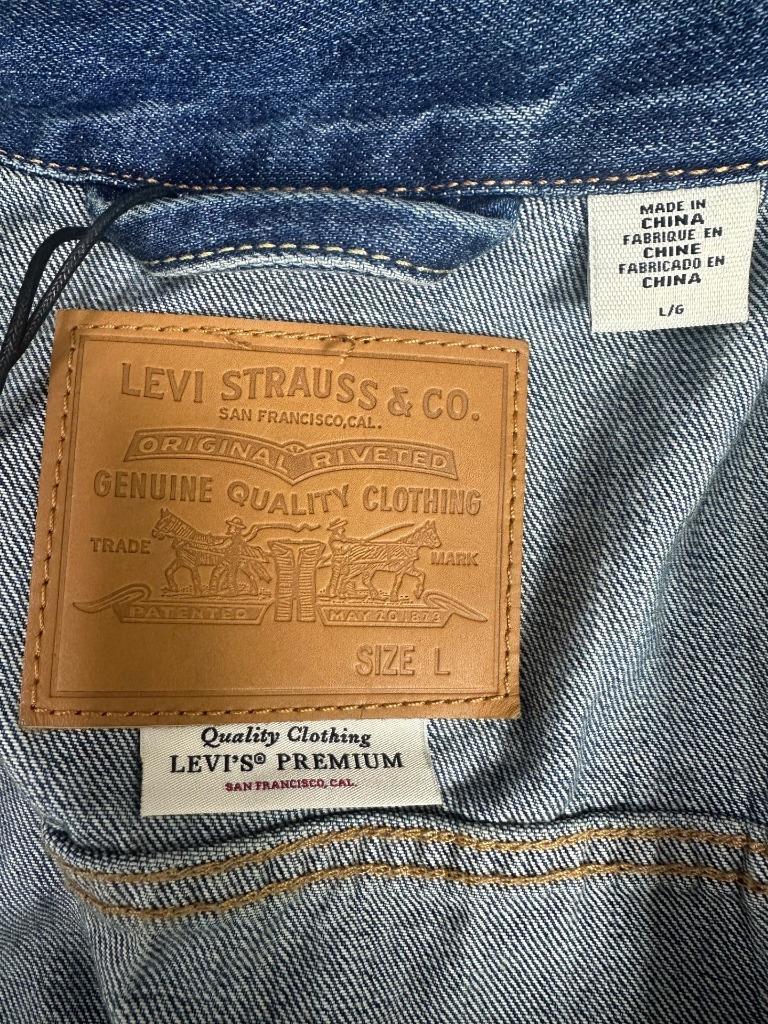 MADE IN
CHINA
FABRIQUE EN
CHINE
FABRICADO EN
CHINA
L/G
LEVI STRAUSS & CO.
SAN FRANCISCO, CAL.
ORIGINAL RIVETED
GENUINE QUALITY CLOTHING
TRADE MARK
PATENTED MAY 20 1873
SIZE L
Quality Clothing
LEVI'S® PREMIUM
SAN FRANCISCO, CAL.